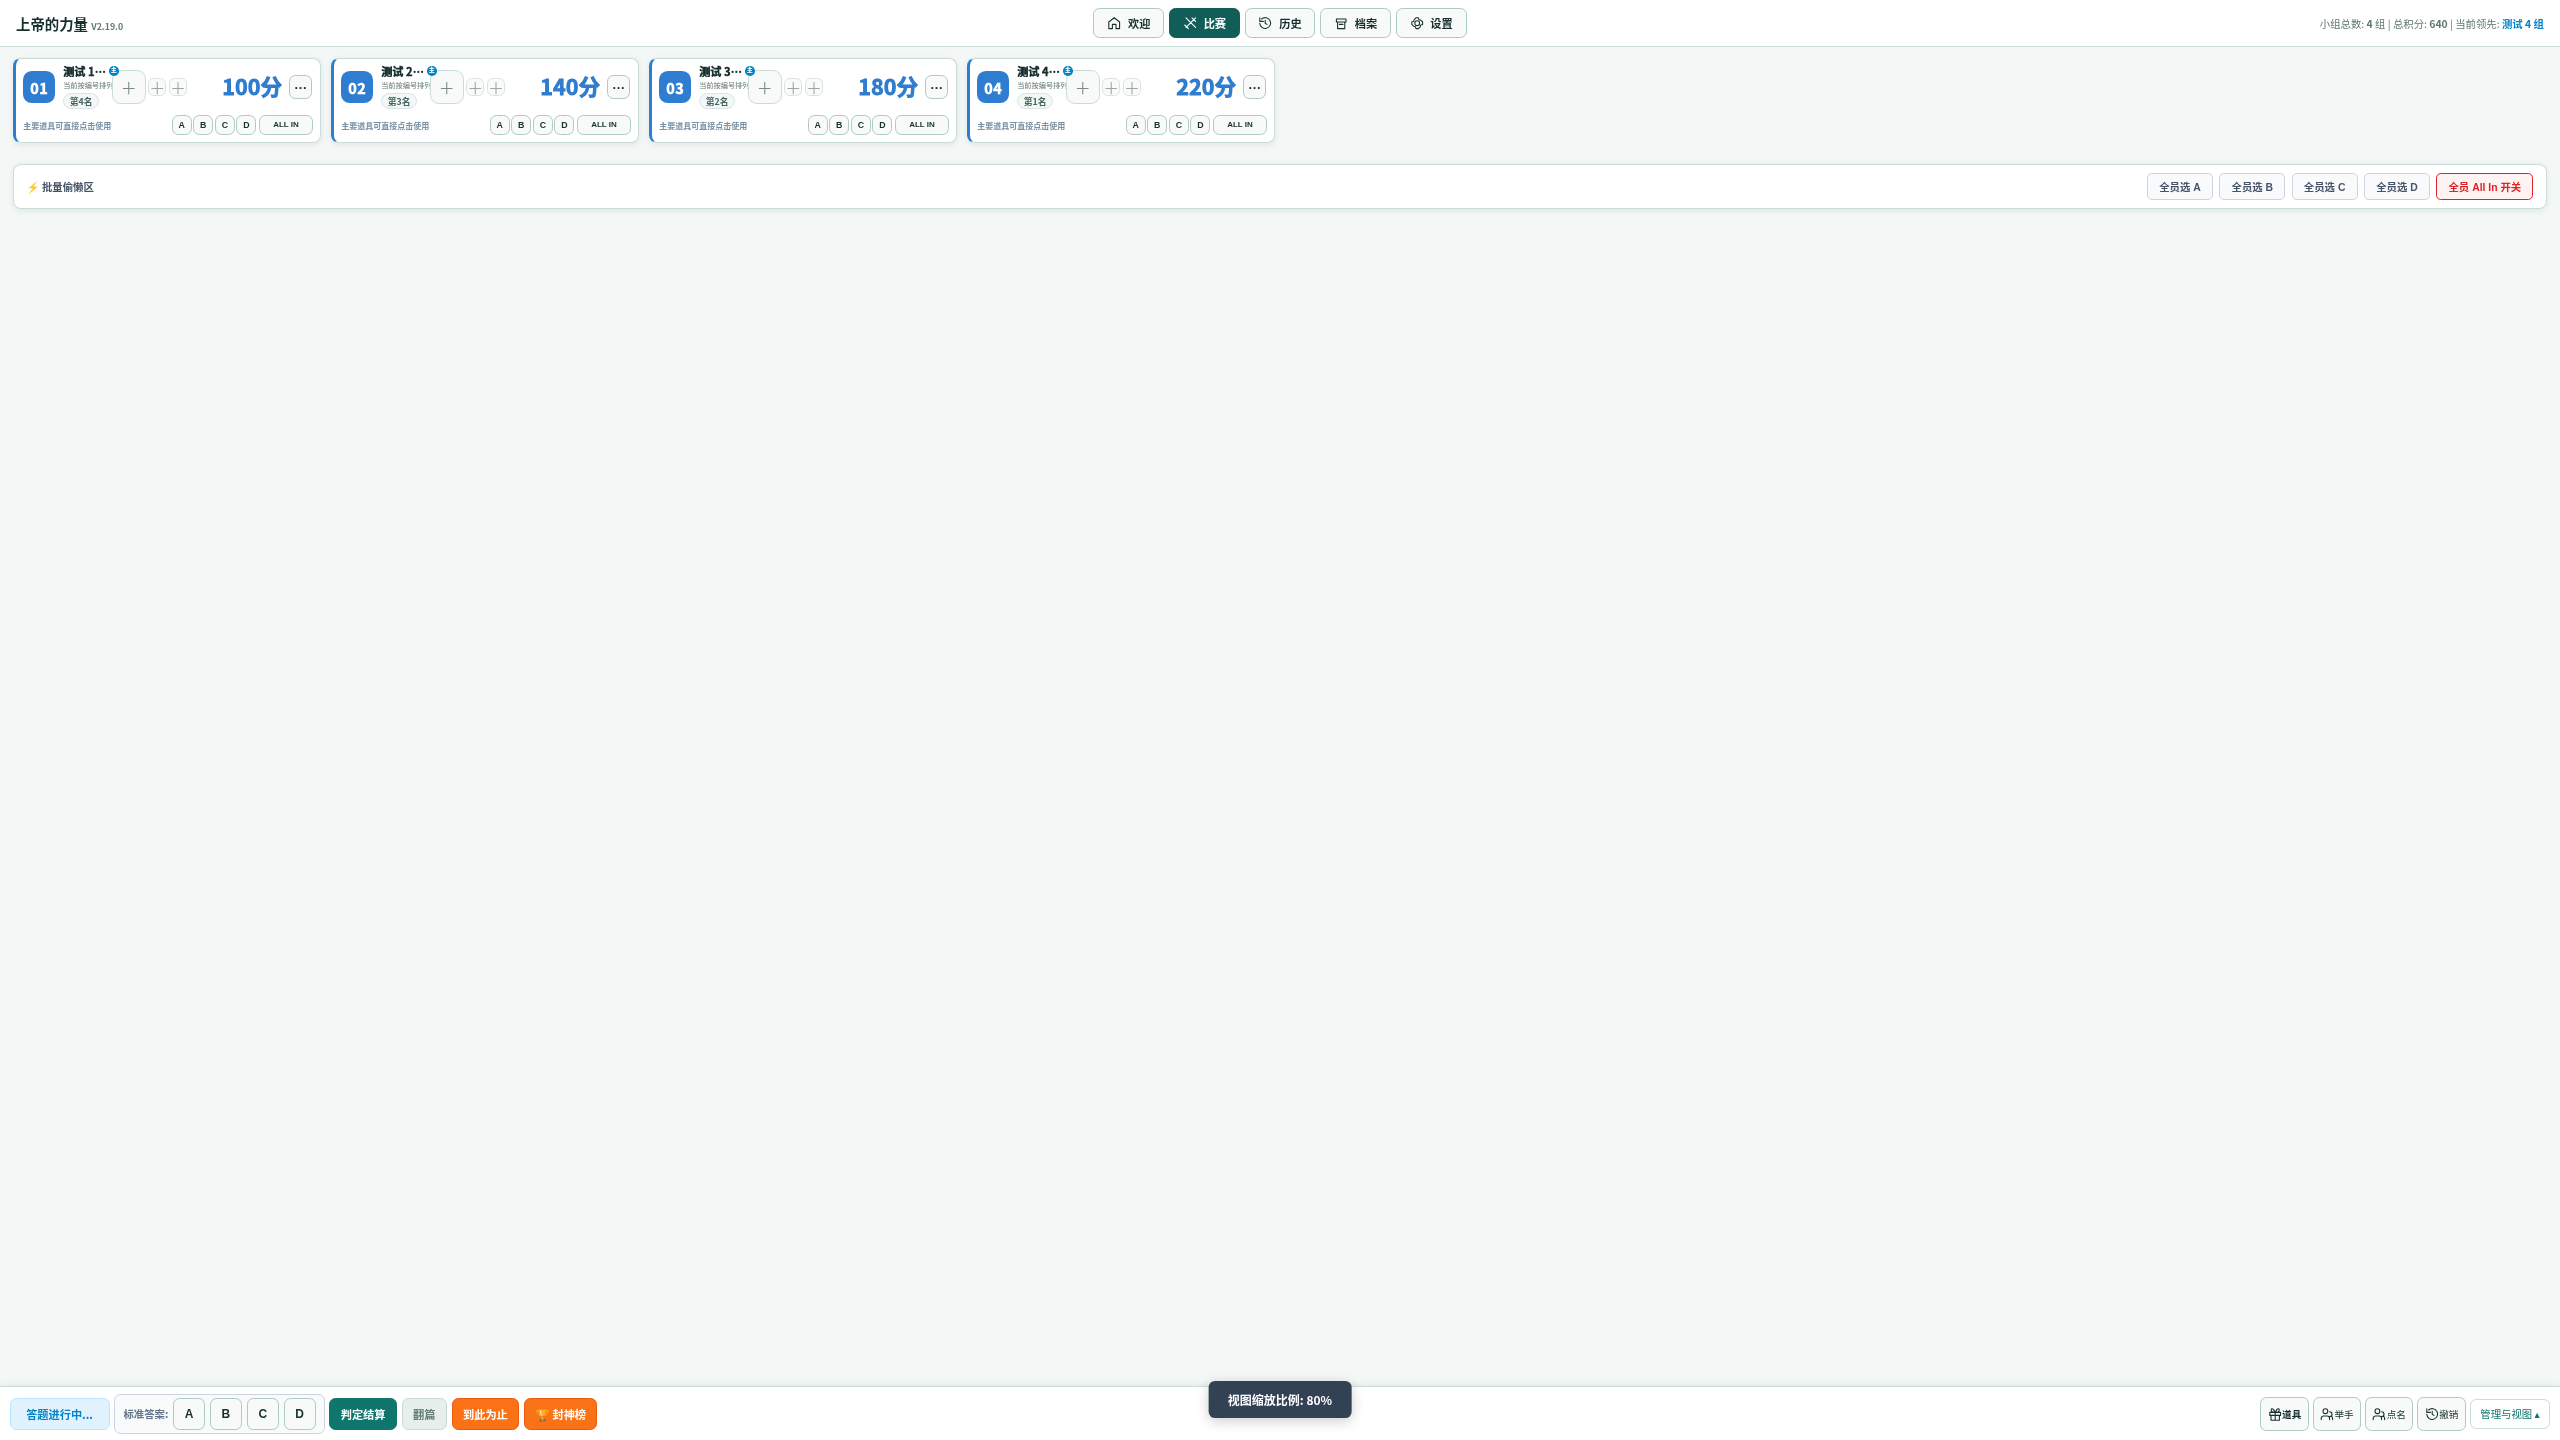 上帝的力量 V2.19.0
欢迎 比赛 历史 档案 设置
小组总数: 4 组 | 总积分: 640 | 当前领先: 测试 4 组
01 测试 1… 主 100分 …
当前按编号排列
第4名
主要道具可直接点击使用 A B C D ALL IN
02 测试 2… 主 140分 …
当前按编号排列
第3名
主要道具可直接点击使用 A B C D ALL IN
03 测试 3… 主 180分 …
当前按编号排列
第2名
主要道具可直接点击使用 A B C D ALL IN
04 测试 4… 主 220分 …
当前按编号排列
第1名
主要道具可直接点击使用 A B C D ALL IN
⚡ 批量偷懒区 全员选 A 全员选 B 全员选 C 全员选 D 全员 All In 开关
答题进行中... 标准答案: A B C D 判定结算 翻篇 到此为止 🏆 封神榜
视图缩放比例: 80%
道具 举手 点名 撤销 管理与视图 ▴